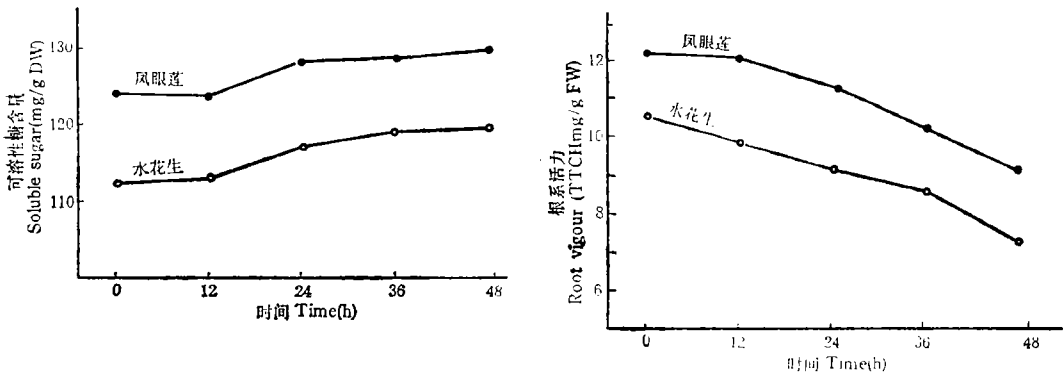 可溶性糖含量
Soluble sugar(mg/g DW)
130
120
110
凤眼莲
水花生
0 12 24 36 48
时间 Time(h)
根系活力
Root vigour (TTCHmg/g FW)
12
10
8
6
凤眼莲
水花生
0 12 24 36 48
时间 Time(h)